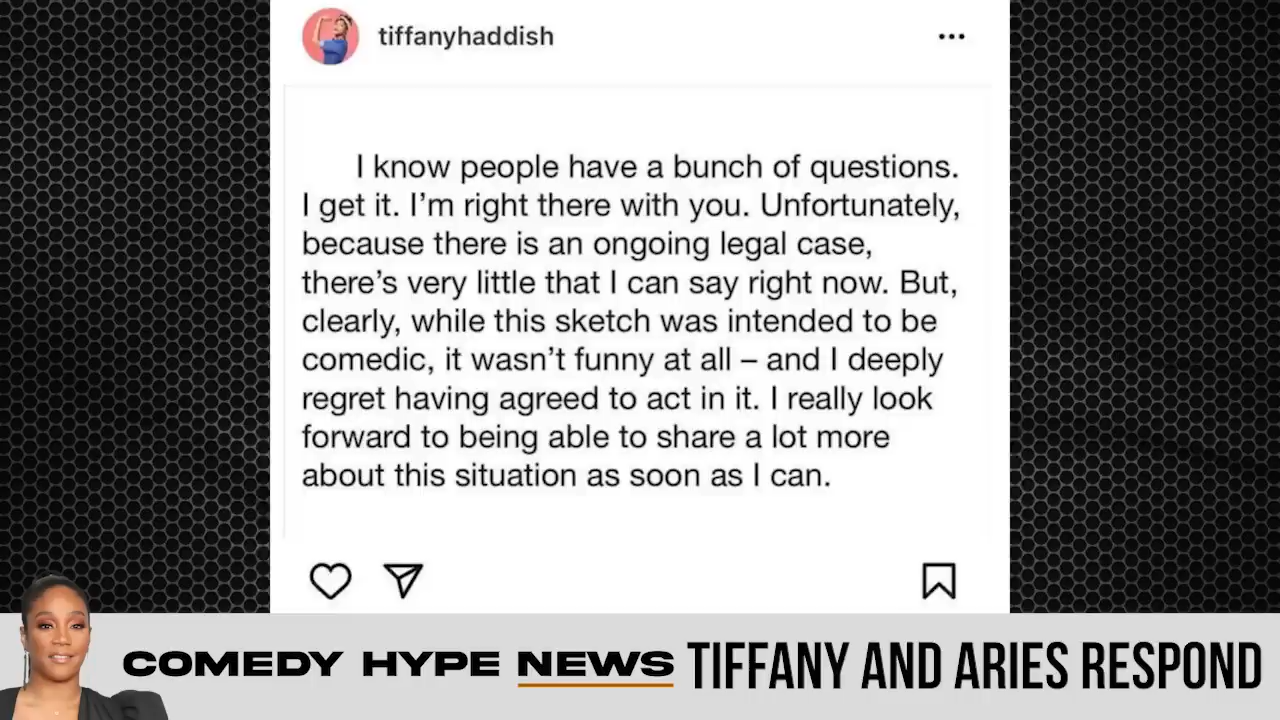 tiffanyhaddish
I know people have a bunch of questions.
I get it. I'm right there with you. Unfortunately,
because there is an ongoing legal case,
there's very little that I can say right now. But,
clearly, while this sketch was intended to be
comedic, it wasn't funny at all – and I deeply
regret having agreed to act in it. I really look
forward to being able to share a lot more
about this situation as soon as I can.
COMEDY HYPE NEWS TIFFANY AND ARIES RESPOND